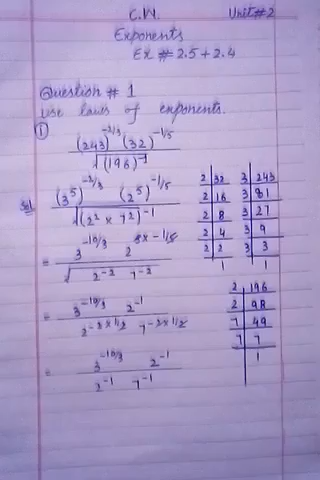 C.W. Unit#2
Exponents
Ex # 2.5+2.4
Question # 1
Use laws of exponents.
① (243)^-2/3 (32)^-1/5
√(196)^-1
Sol (3^5)^-2/3 (2^5)^-1/5
√(2^2 × 7^2)^-1
= 3^-10/3 2^5×-1/5
√2^-2 7^-2
= 3^-10/3 2^-1
2^-2×1/2 7^-2×1/2
= 3^-10/3 2^-1
2^-1 7^-1
2 32
2 16
2 8
2 4
2 2
1
3 243
3 81
3 27
3 9
3 3
1
2 196
2 98
7 49
7 7
1